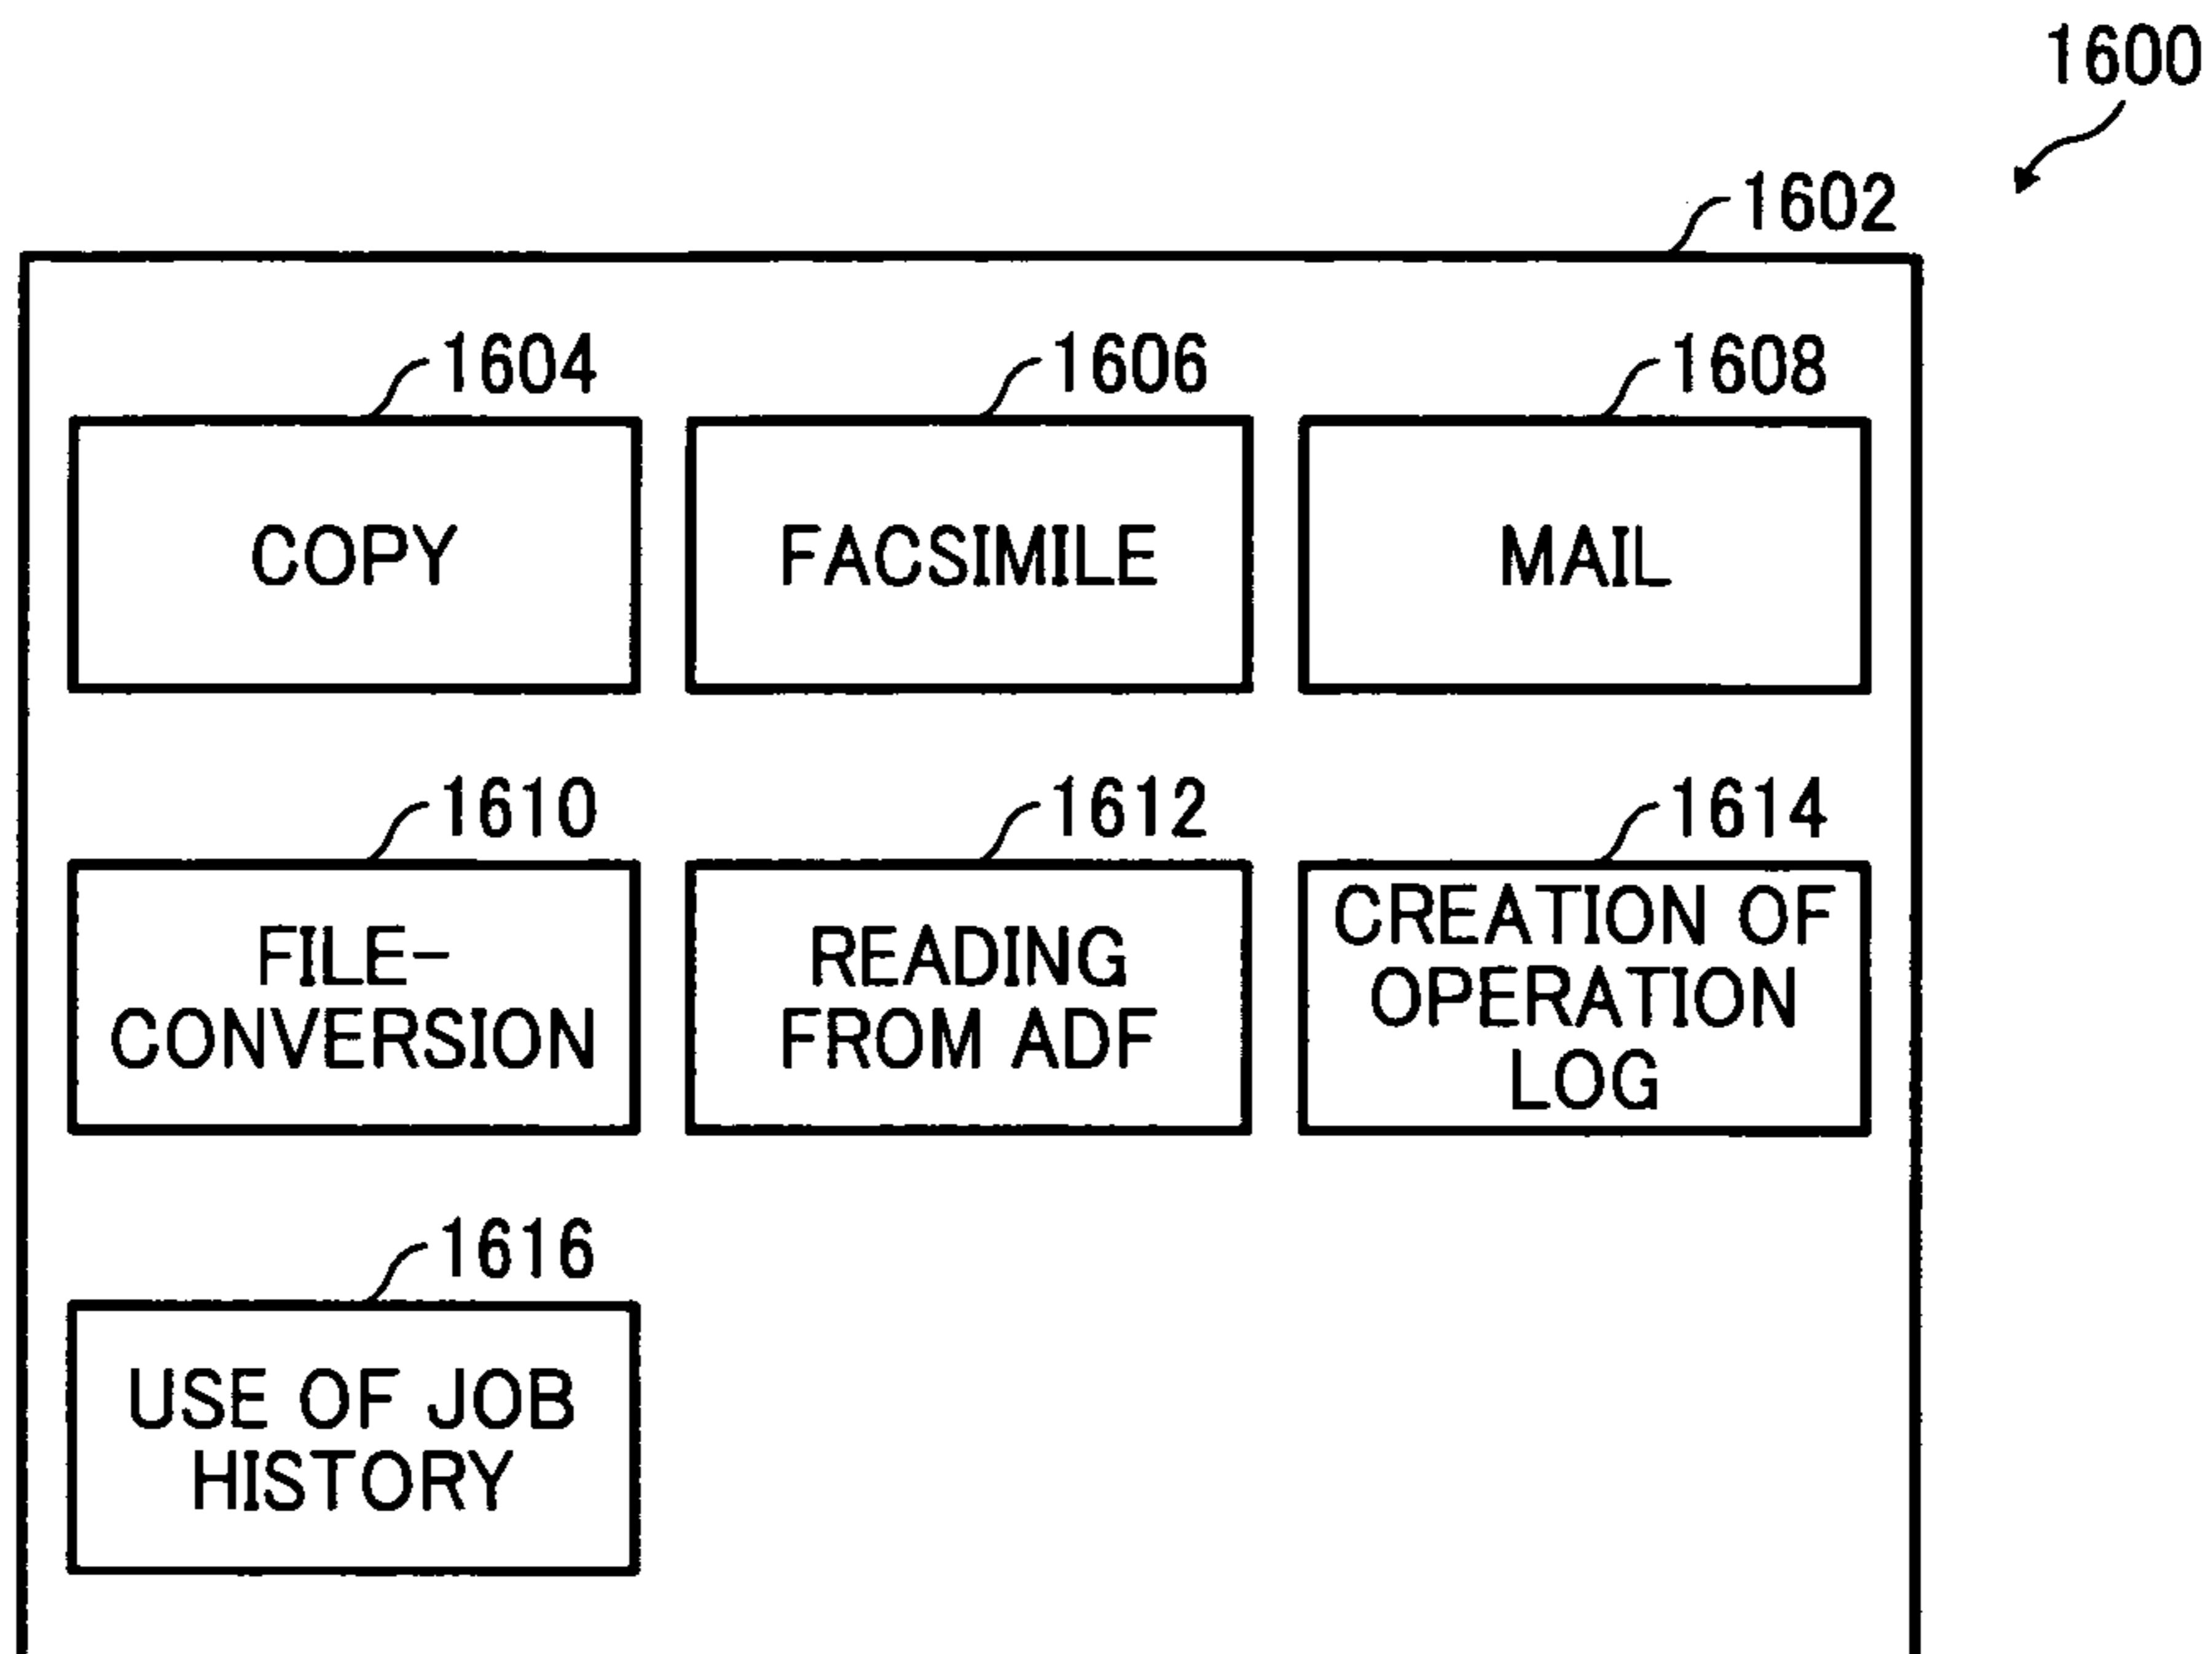 1600
1602
1604
1606
1608
COPY
FACSIMILE
MAIL
1610
1612
1614
FILE-
CONVERSION
READING
FROM ADF
CREATION OF
OPERATION
LOG
1616
USE OF JOB
HISTORY